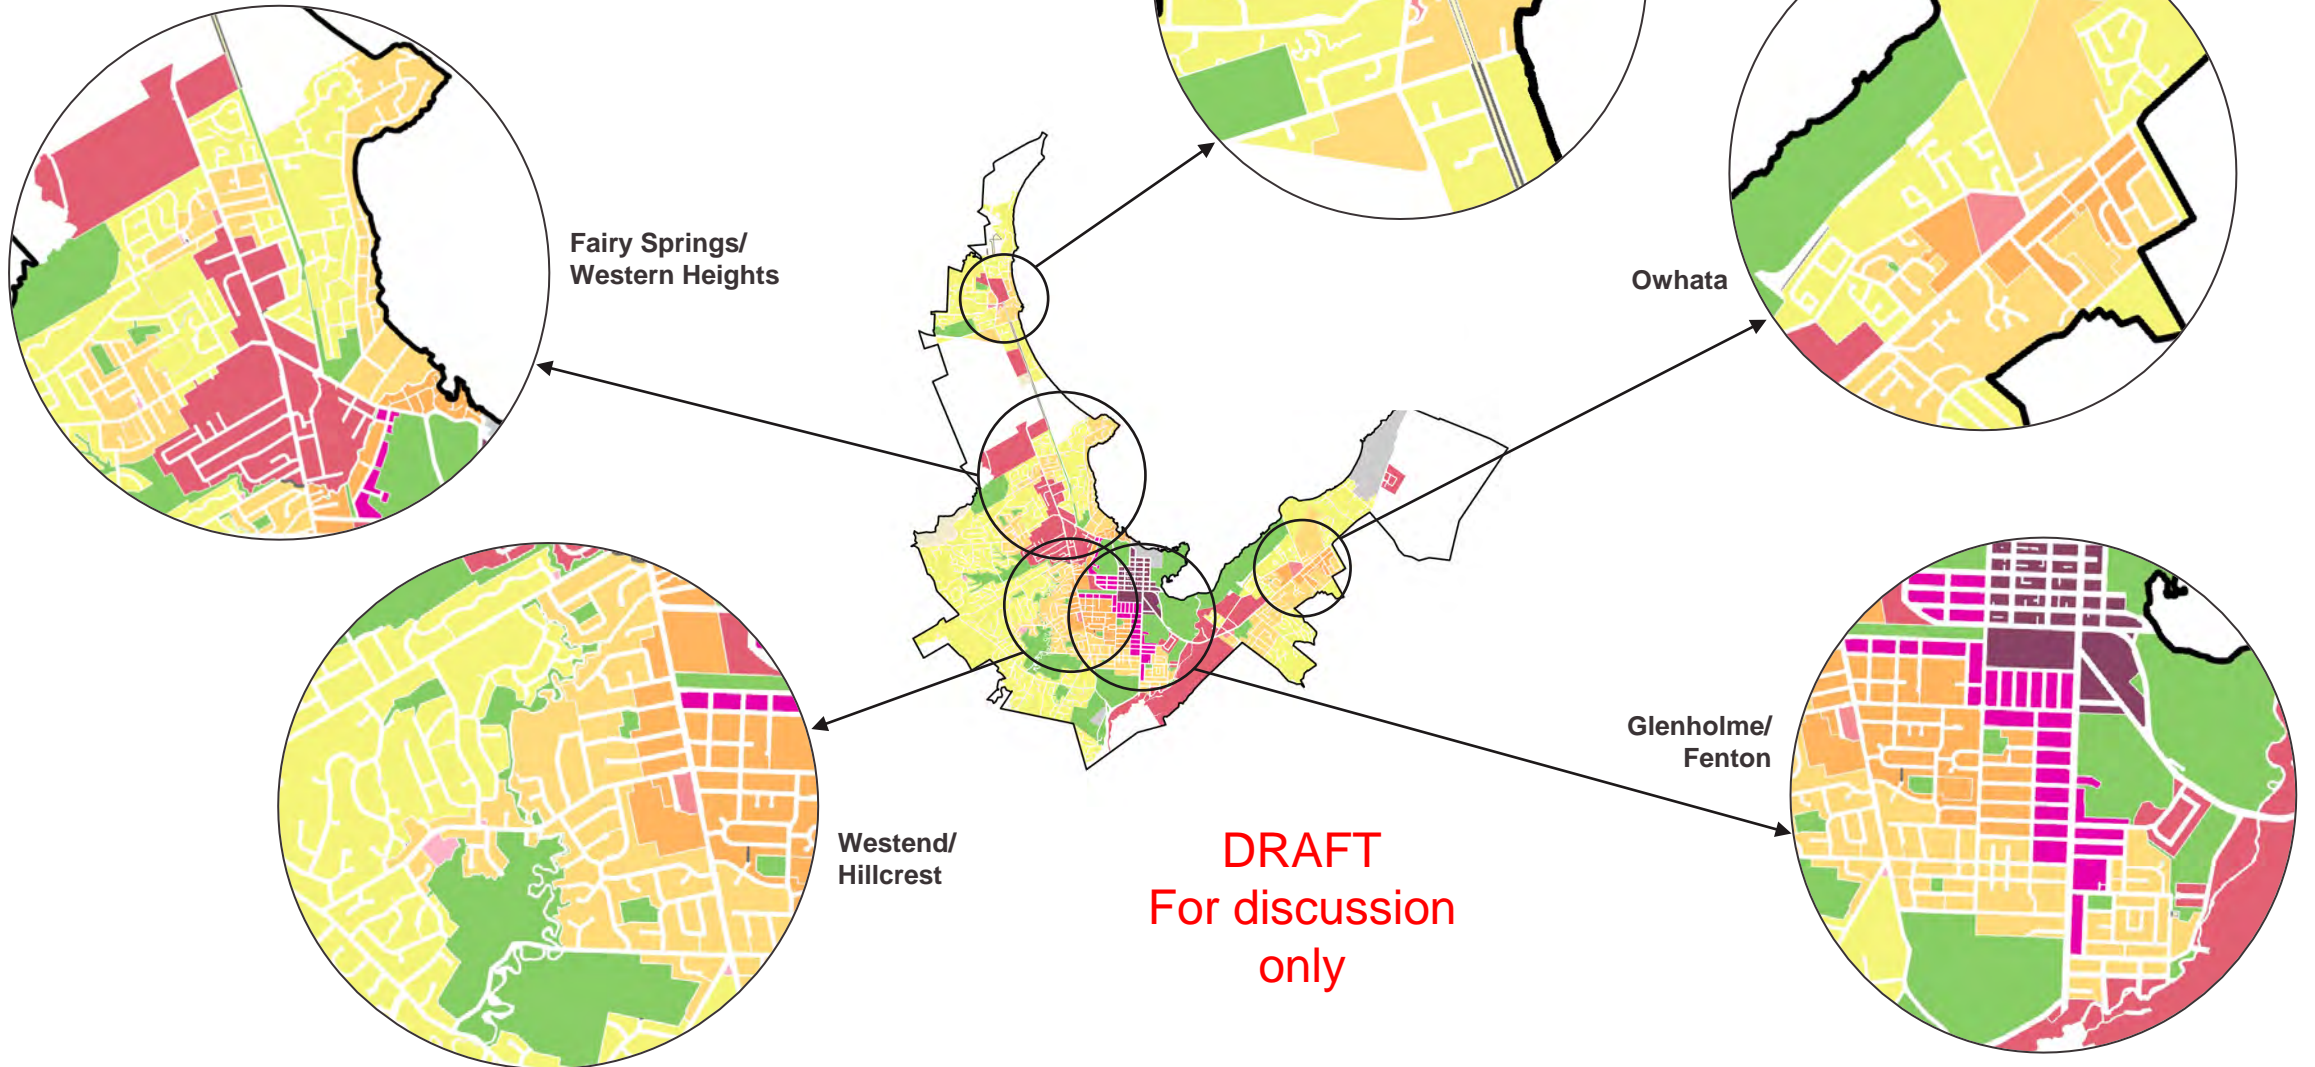 Fairy Springs/
Western Heights
Owhata
Glenholme/
Fenton
Westend/
Hillcrest
DRAFT
For discussion
only